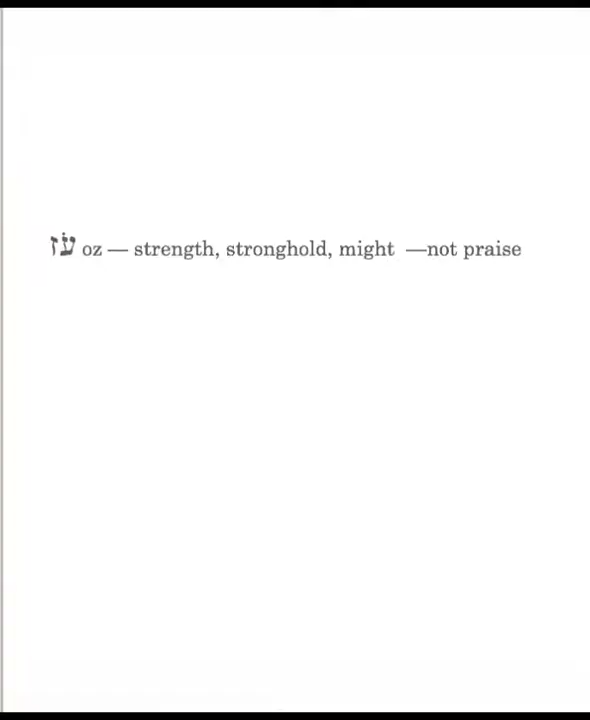 עֹז oz — strength, stronghold, might —not praise